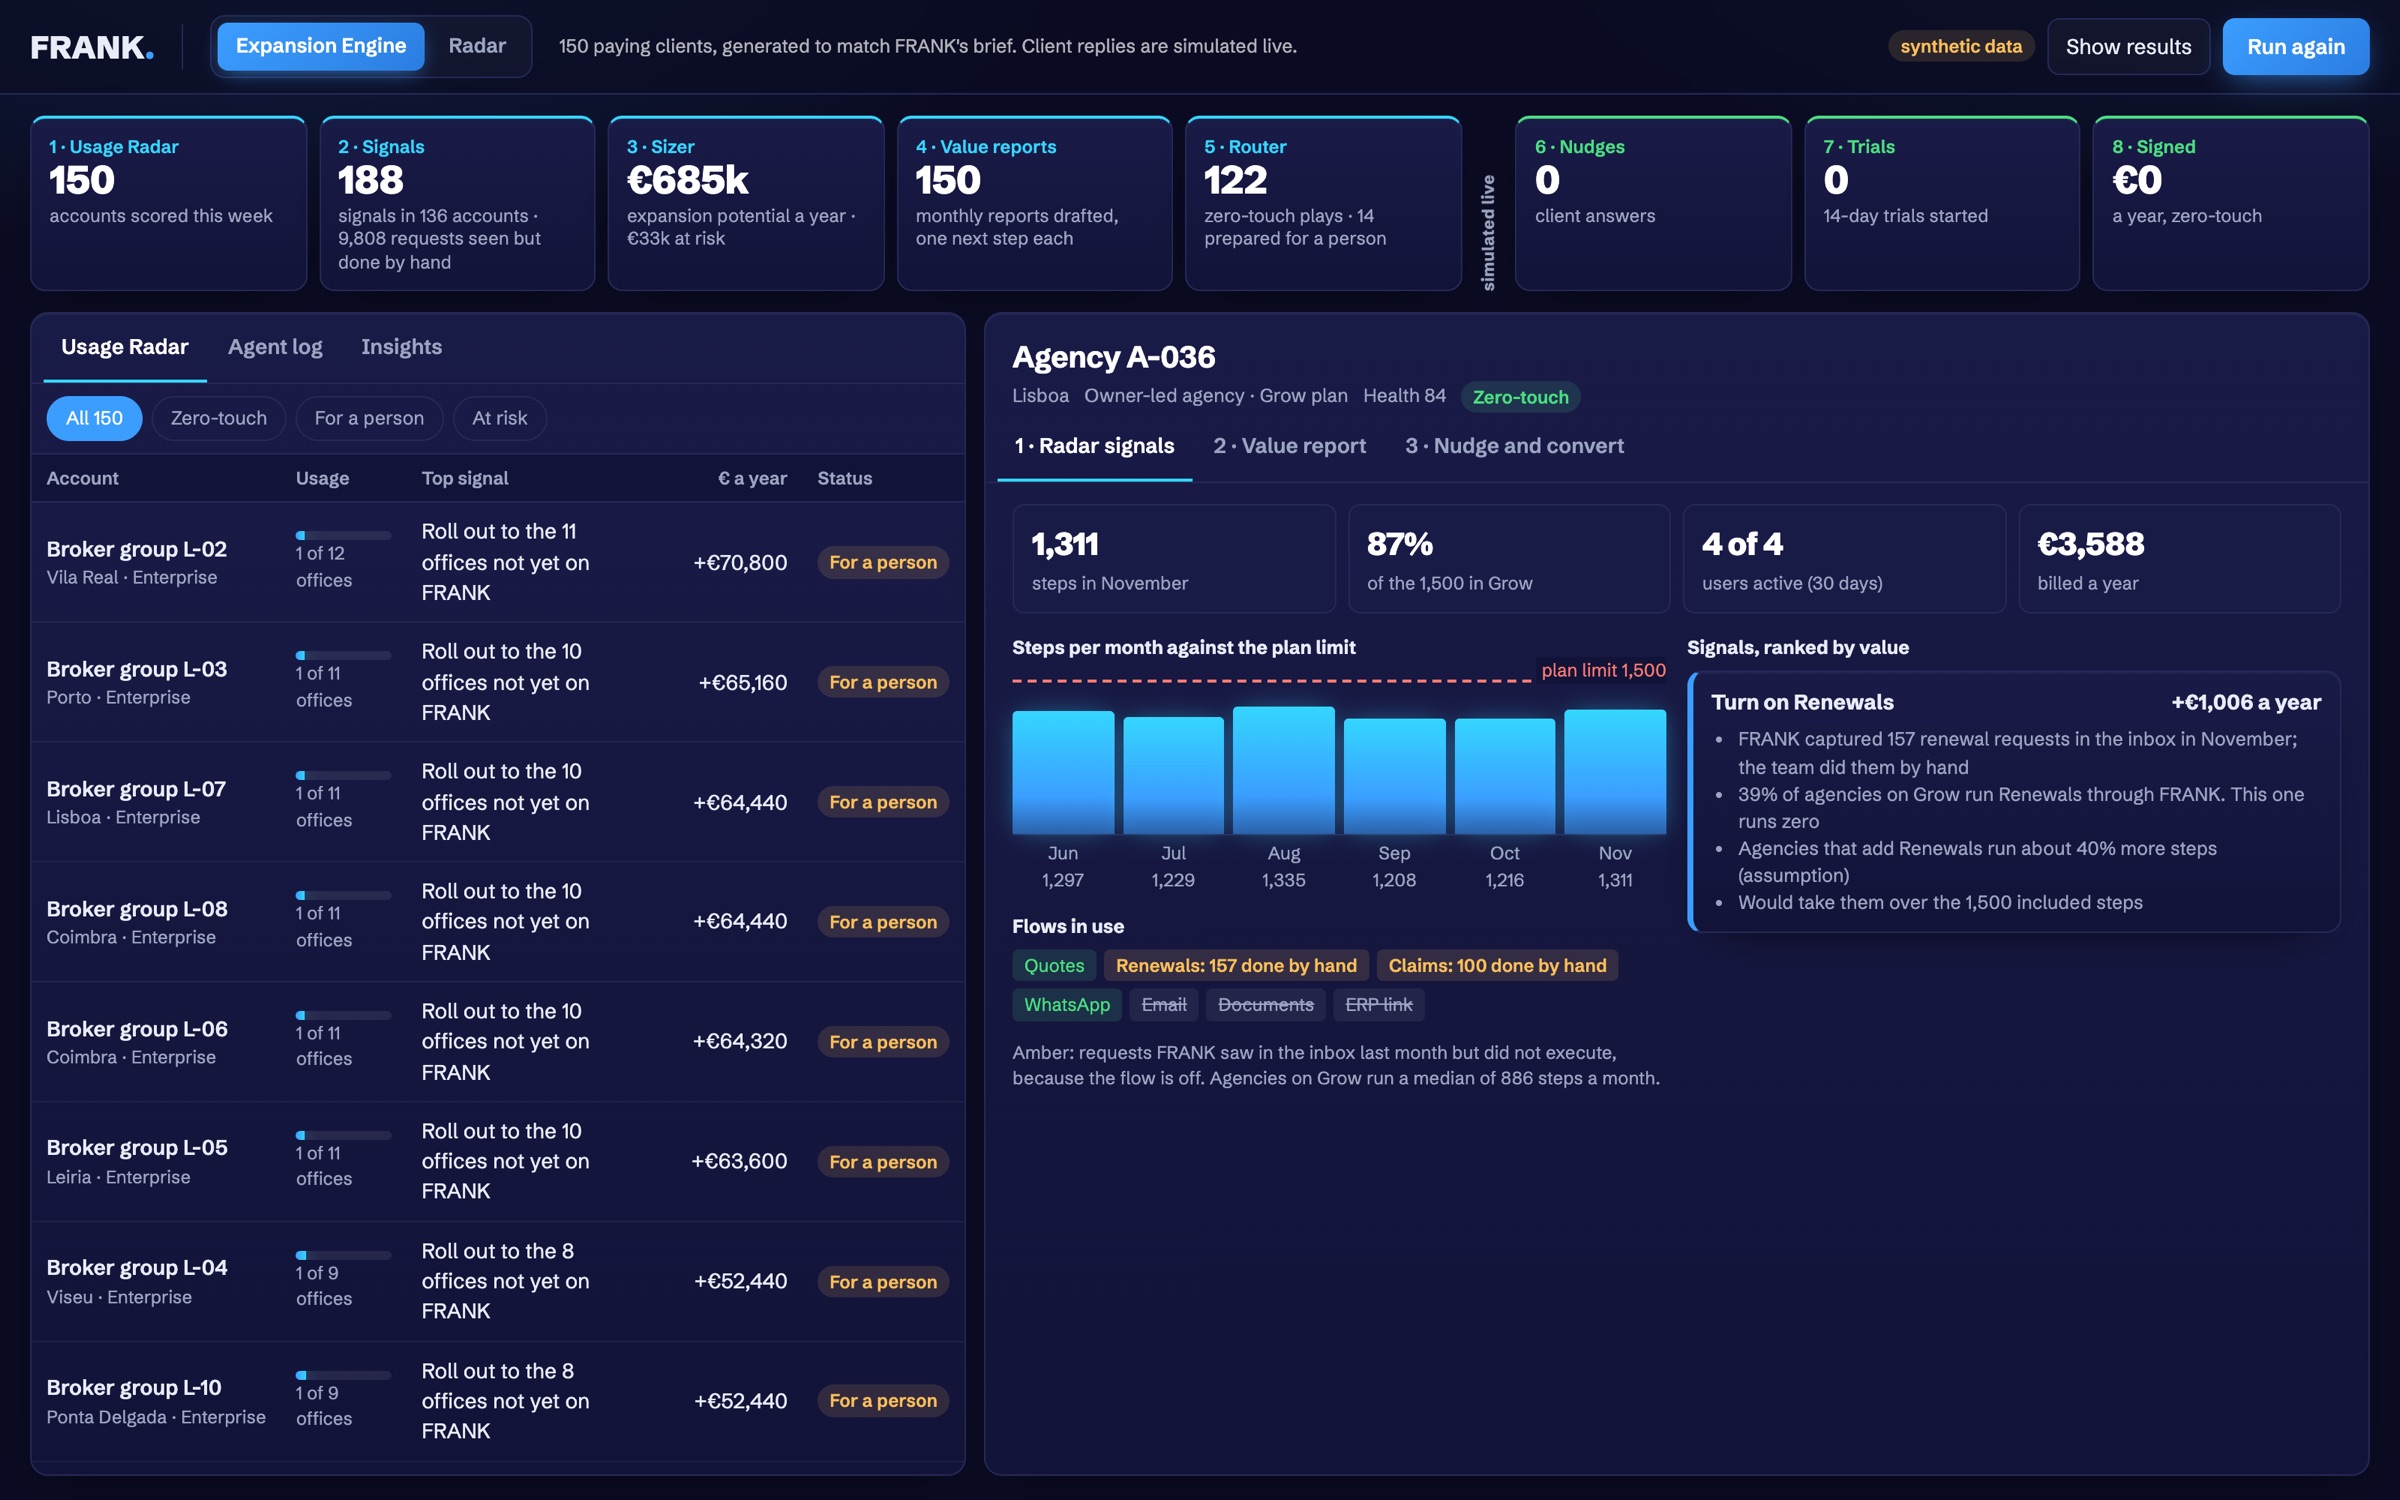 FRANK.
Expansion Engine
Radar
150 paying clients, generated to match FRANK's brief. Client replies are simulated live.
synthetic data
Show results
Run again
1 · Usage Radar
150
accounts scored this week
2 · Signals
188
signals in 136 accounts ·
9,808 requests seen but
done by hand
3 · Sizer
€685k
expansion potential a year ·
€33k at risk
4 · Value reports
150
monthly reports drafted,
one next step each
5 · Router
122
zero-touch plays · 14
prepared for a person
simulated live
6 · Nudges
0
client answers
7 · Trials
0
14-day trials started
8 · Signed
€0
a year, zero-touch
Usage Radar
Agent log
Insights
All 150
Zero-touch
For a person
At risk
Account
Usage
Top signal
€ a year
Status
Broker group L-02
Vila Real · Enterprise
1 of 12
offices
Roll out to the 11
offices not yet on
FRANK
+€70,800
For a person
Broker group L-03
Porto · Enterprise
1 of 11
offices
Roll out to the 10
offices not yet on
FRANK
+€65,160
For a person
Broker group L-07
Lisboa · Enterprise
1 of 11
offices
Roll out to the 10
offices not yet on
FRANK
+€64,440
For a person
Broker group L-08
Coimbra · Enterprise
1 of 11
offices
Roll out to the 10
offices not yet on
FRANK
+€64,440
For a person
Broker group L-06
Coimbra · Enterprise
1 of 11
offices
Roll out to the 10
offices not yet on
FRANK
+€64,320
For a person
Broker group L-05
Leiria · Enterprise
1 of 11
offices
Roll out to the 10
offices not yet on
FRANK
+€63,600
For a person
Broker group L-04
Viseu · Enterprise
1 of 9
offices
Roll out to the 8
offices not yet on
FRANK
+€52,440
For a person
Broker group L-10
Ponta Delgada · Enterprise
1 of 9
offices
Roll out to the 8
offices not yet on
FRANK
+€52,440
For a person
Agency A-036
Lisboa Owner-led agency · Grow plan Health 84 Zero-touch
1 · Radar signals
2 · Value report
3 · Nudge and convert
1,311
steps in November
87%
of the 1,500 in Grow
4 of 4
users active (30 days)
€3,588
billed a year
Steps per month against the plan limit
plan limit 1,500
Jun
1,297
Jul
1,229
Aug
1,335
Sep
1,208
Oct
1,216
Nov
1,311
Flows in use
Quotes
Renewals: 157 done by hand
Claims: 100 done by hand
WhatsApp
Email
Documents
ERP link
Amber: requests FRANK saw in the inbox last month but did not execute,
because the flow is off. Agencies on Grow run a median of 886 steps a month.
Signals, ranked by value
Turn on Renewals
+€1,006 a year
• FRANK captured 157 renewal requests in the inbox in November;
the team did them by hand
• 39% of agencies on Grow run Renewals through FRANK. This one
runs zero
• Agencies that add Renewals run about 40% more steps
(assumption)
• Would take them over the 1,500 included steps